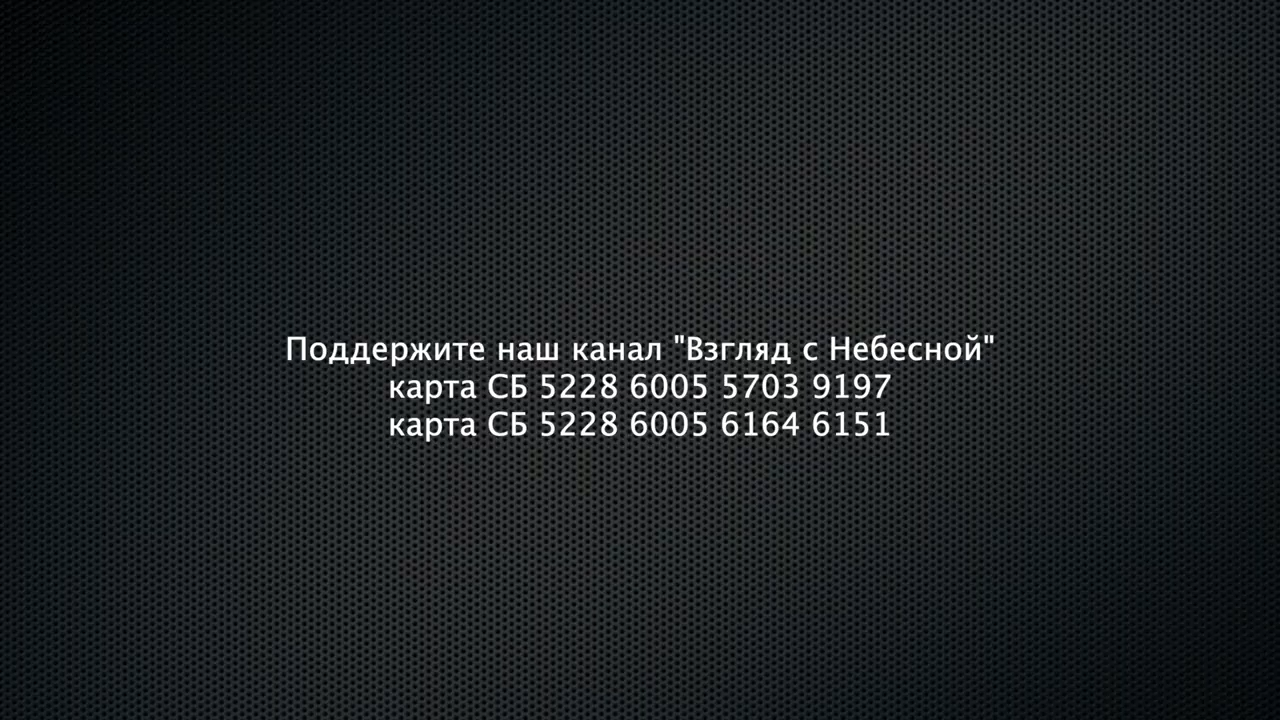 Поддержите наш канал "Взгляд с Небесной"
карта СБ 5228 6005 5703 9197
карта СБ 5228 6005 6164 6151